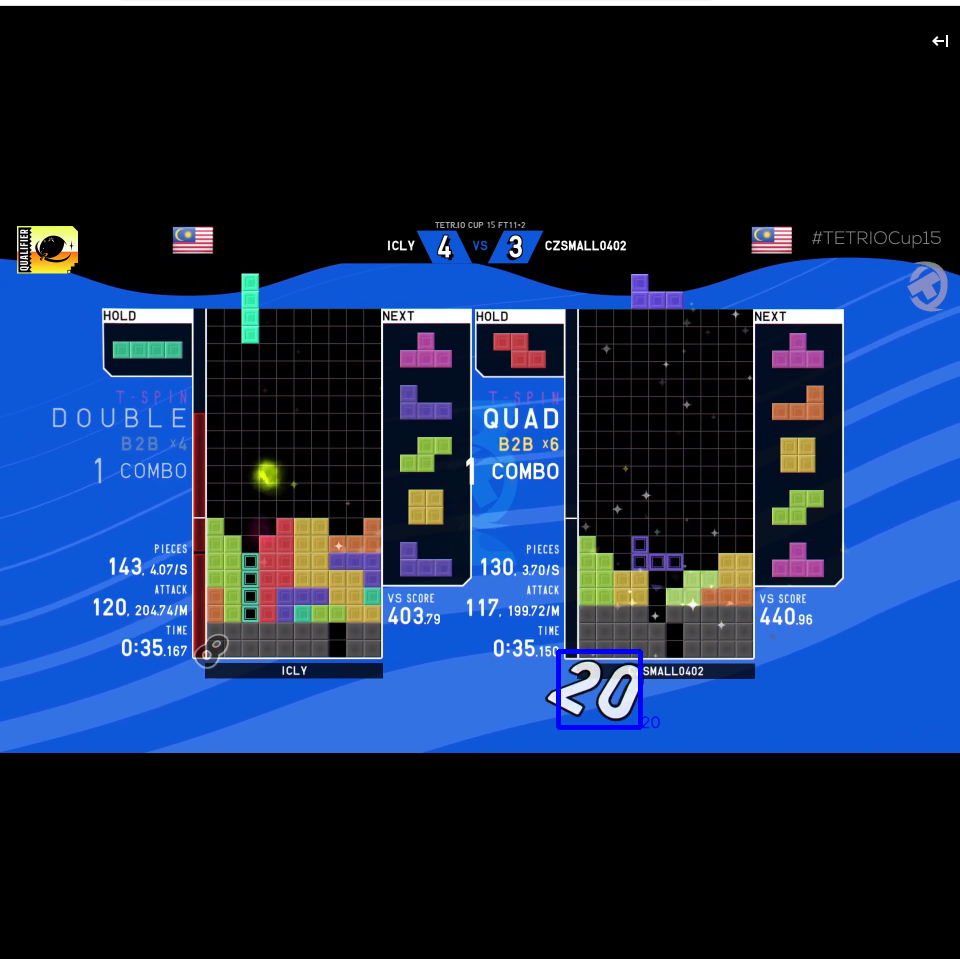 TETR.IO CUP 15 FT11-2
QUALIFIER
ICLY 4 VS 3 CZSMALL0402
#TETRIOCup15
HOLD
NEXT
T-SPIN
DOUBLE
B2B ×4
1 COMBO
PIECES
143, 4.07/S
ATTACK
120, 204.74/M
TIME
0:35.167
VS SCORE
403.79
8
ICLY
HOLD
NEXT
T-SPIN
QUAD
B2B ×6
1 COMBO
PIECES
130, 3.70/S
ATTACK
117, 199.72/M
TIME
0:35.150
VS SCORE
440.96
SMALL0402
20
20